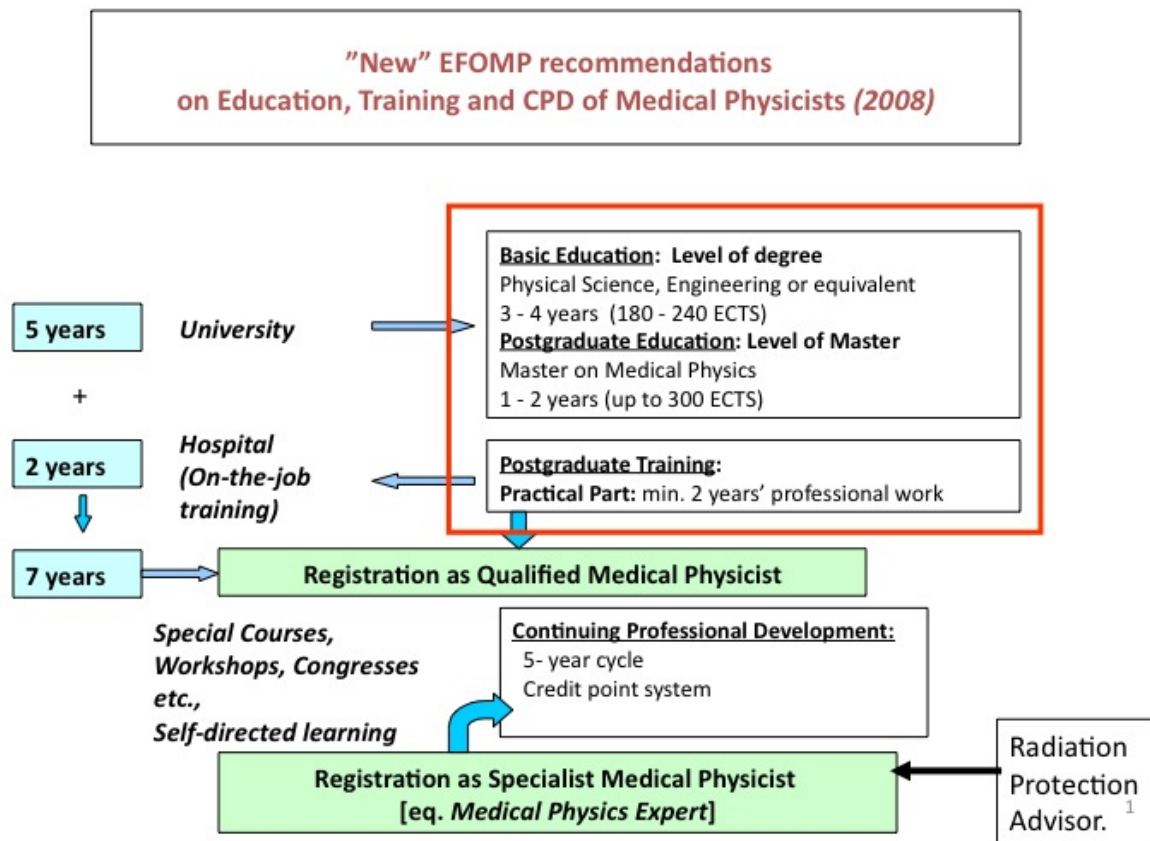 ”New” EFOMP recommendations
on Education, Training and CPD of Medical Physicists (2008)
Basic Education: Level of degree
Physical Science, Engineering or equivalent
3 - 4 years (180 - 240 ECTS)
Postgraduate Education: Level of Master
Master on Medical Physics
1 - 2 years (up to 300 ECTS)
5 years
University
+
2 years
Hospital
(On-the-job
training)
Postgraduate Training:
Practical Part: min. 2 years’ professional work
7 years
Registration as Qualified Medical Physicist
Special Courses,
Workshops, Congresses
etc.,
Self-directed learning
Continuing Professional Development:
5- year cycle
Credit point system
Registration as Specialist Medical Physicist
[eq. Medical Physics Expert]
Radiation
Protection
Advisor.
1